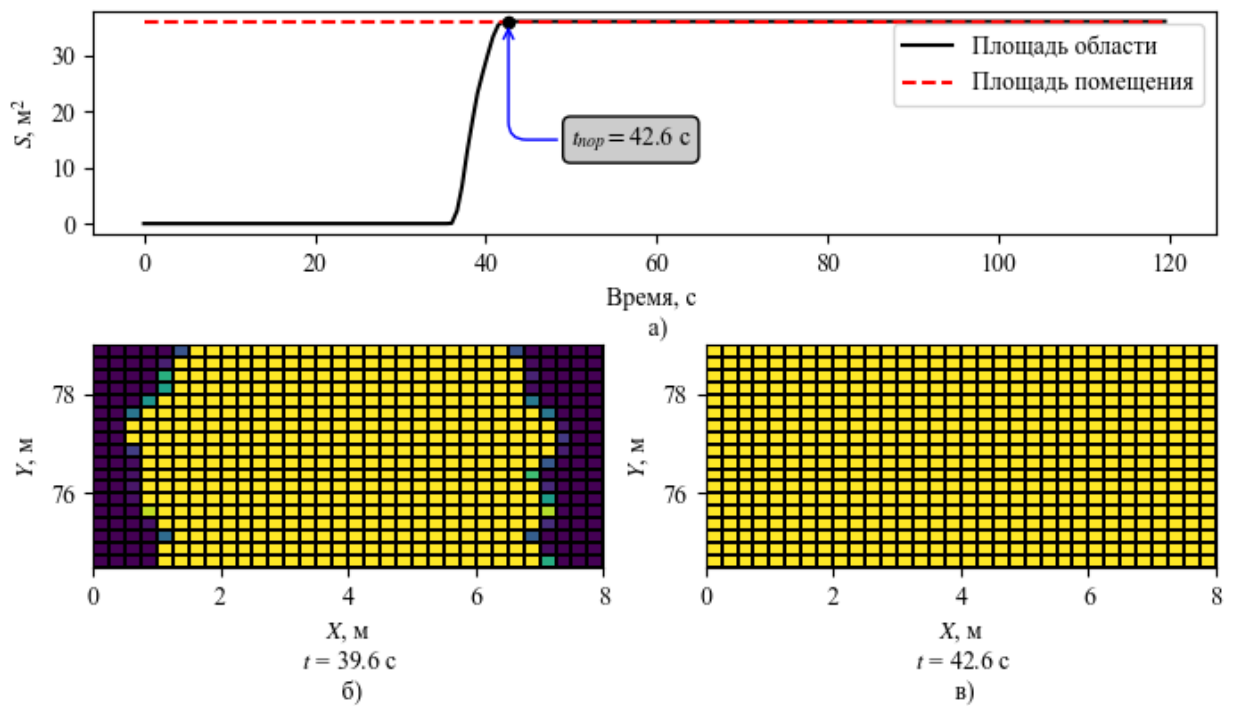 Площадь области
Площадь помещения
S, м²
30
20
10
0
tпор = 42.6 с
0 20 40 60 80 100 120
Время, с
а)
Y, м
78
76
0 2 4 6 8
X, м
t = 39.6 с
б)
Y, м
78
76
0 2 4 6 8
X, м
t = 42.6 с
в)